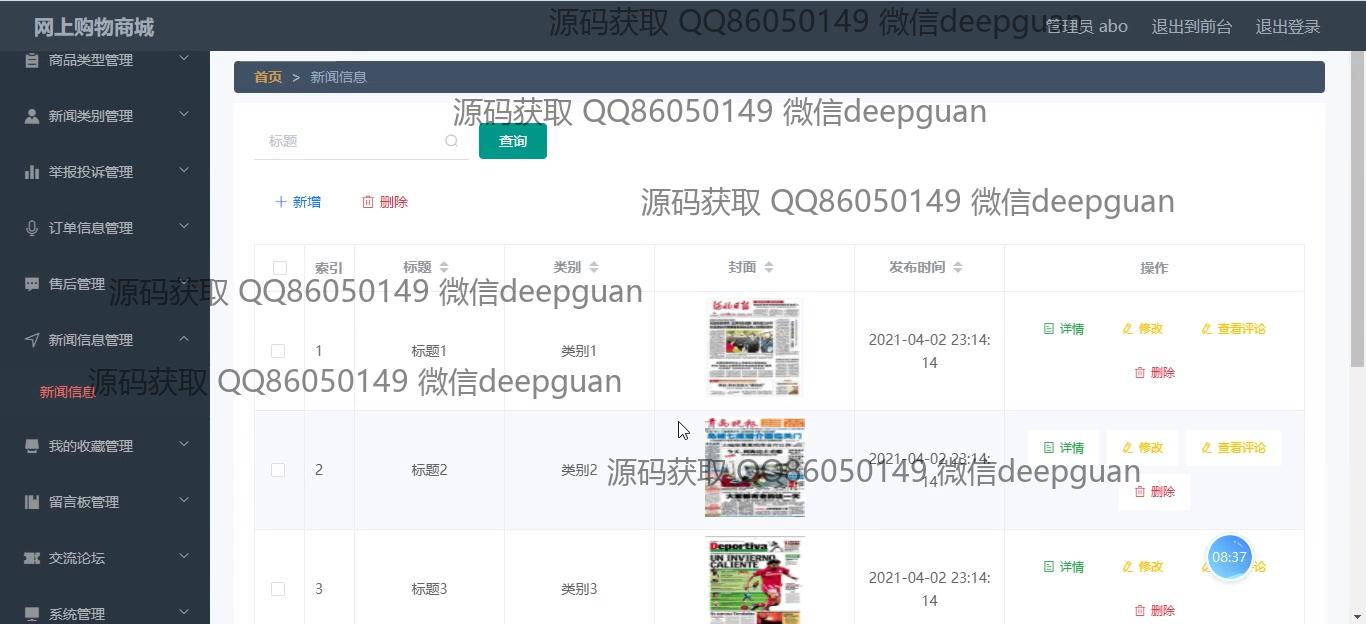 网上购物商城
源码获取 QQ86050149 微信deepguan
管理员 abo 退出到前台 退出登录
商品类型管理
新闻类别管理
举报投诉管理
订单信息管理
售后管理
新闻信息管理
新闻信息
我的收藏管理
留言板管理
交流论坛
系统管理
首页 > 新闻信息
源码获取 QQ86050149 微信deepguan
标题 查询
+ 新增 删除
源码获取 QQ86050149 微信deepguan
索引 标题 类别 封面 发布时间 操作
源码获取 QQ86050149 微信deepguan
1 标题1 类别1 2021-04-02 23:14:14 详情 修改 查看评论 删除
源码获取 QQ86050149 微信deepguan
青岛晚报
2 标题2 类别2 2021-04-02 23:14:14 详情 修改 查看评论 删除
源码获取 QQ86050149 微信deepguan
Deportiva
UN INVIERNO
CALIENTE
3 标题3 类别3 2021-04-02 23:14:14 详情 修改 论 删除
08:37